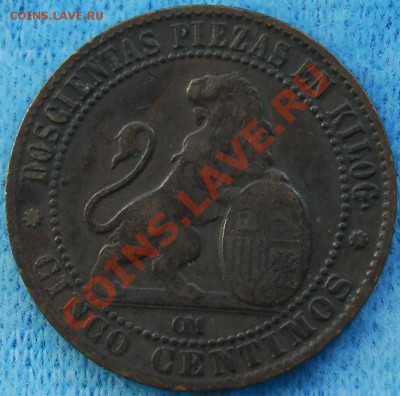 COINS.LAVE.RU
DOSCIENTAS PIEZAS EN KILOG
OM
* CINCO CENTIMOS *
COINS.LAVE.RU